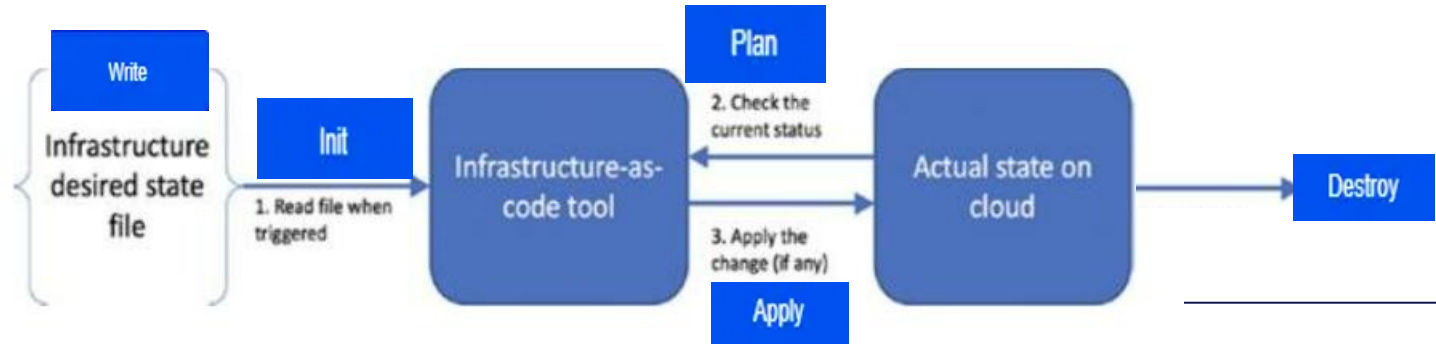 Write
Infrastructure
desired state
file
Init
1. Read file when
triggered
Infrastructure-as-
code tool
Plan
2. Check the
current status
3. Apply the
change (if any)
Apply
Actual state on
cloud
Destroy